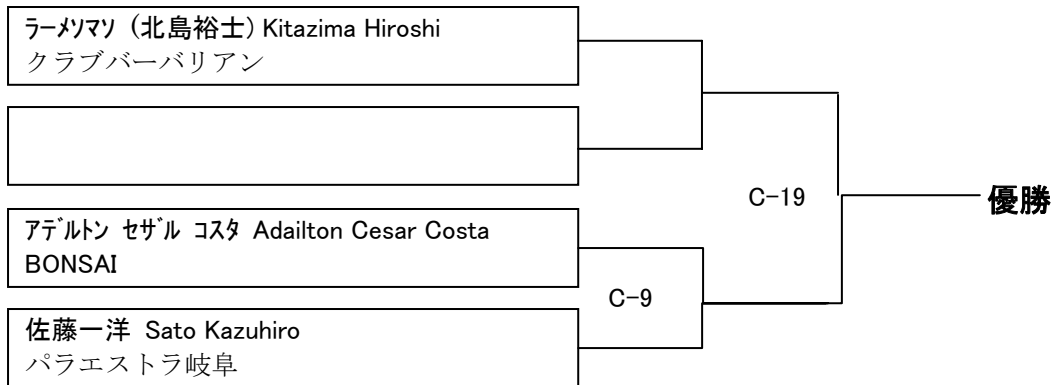 ﾗｰﾒｿﾏｿ (北島裕士) Kitazima Hiroshi
クラブバーバリアン
ｱﾃﾞﾙﾄﾝ ｾｻﾞﾙ ｺｽﾀ Adailton Cesar Costa
BONSAI
佐藤一洋 Sato Kazuhiro
パラエストラ岐阜
C-9
C-19
優勝